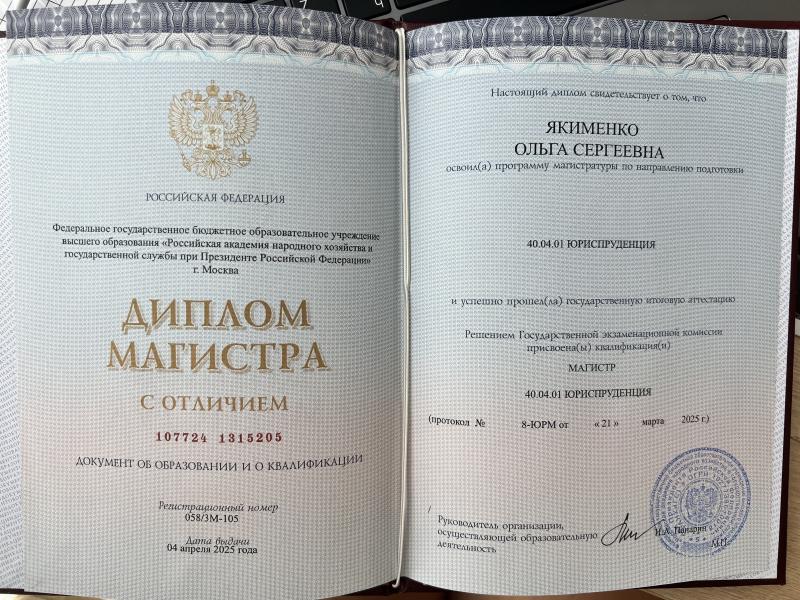 РОССИЙСКАЯ ФЕДЕРАЦИЯ
Федеральное государственное бюджетное образовательное учреждение
высшего образования «Российская академия народного хозяйства и
государственной службы при Президенте Российской Федерации»
г. Москва
ДИПЛОМ
МАГИСТРА
С ОТЛИЧИЕМ
107724 1315205
ДОКУМЕНТ ОБ ОБРАЗОВАНИИ И О КВАЛИФИКАЦИИ
Регистрационный номер
058/ЗМ-105
Дата выдачи
04 апреля 2025 года
Настоящий диплом свидетельствует о том, что
ЯКИМЕНКО
ОЛЬГА СЕРГЕЕВНА
освоил(а) программу магистратуры по направлению подготовки
40.04.01 ЮРИСПРУДЕНЦИЯ
и успешно прошел(ла) государственную итоговую аттестацию
Решением Государственной экзаменационной комиссии
присвоена(ы) квалификация(и)
МАГИСТР
40.04.01 ЮРИСПРУДЕНЦИЯ
(протокол № 8-ЮРМ от « 21 » марта 2025 г.)
Руководитель организации,
осуществляющей образовательную
деятельность
М.П.